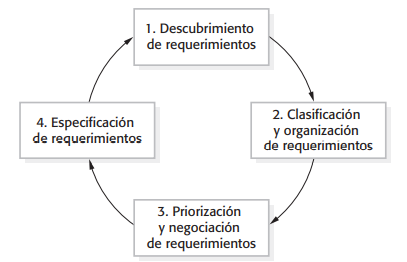 1. Descubrimiento
de requerimientos
2. Clasificación
y organización
de requerimientos
3. Priorización
y negociación
de requerimientos
4. Especificación
de requerimientos